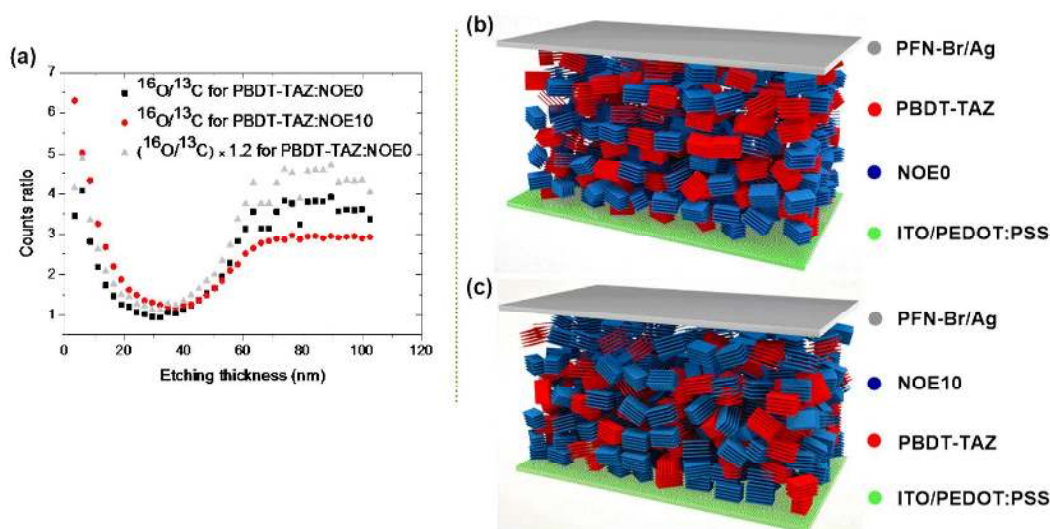 (a)
7
6
5
4
3
2
1
Counts ratio
¹⁶O/¹³C for PBDT-TAZ:NOE0
¹⁶O/¹³C for PBDT-TAZ:NOE10
(¹⁶O/¹³C) × 1.2 for PBDT-TAZ:NOE0
0 20 40 60 80 100 120
Etching thickness (nm)
(b)
PFN-Br/Ag
PBDT-TAZ
NOE0
ITO/PEDOT:PSS
(c)
PFN-Br/Ag
NOE10
PBDT-TAZ
ITO/PEDOT:PSS